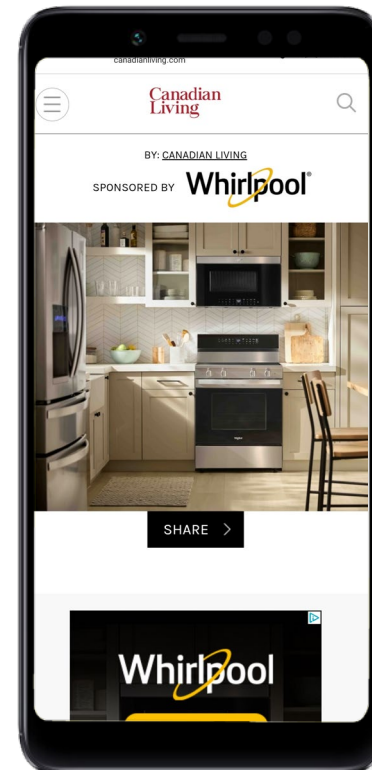 canadianliving.com
Canadian
Living
BY: CANADIAN LIVING
SPONSORED BY Whirlpool®
SHARE >
Whirlpool